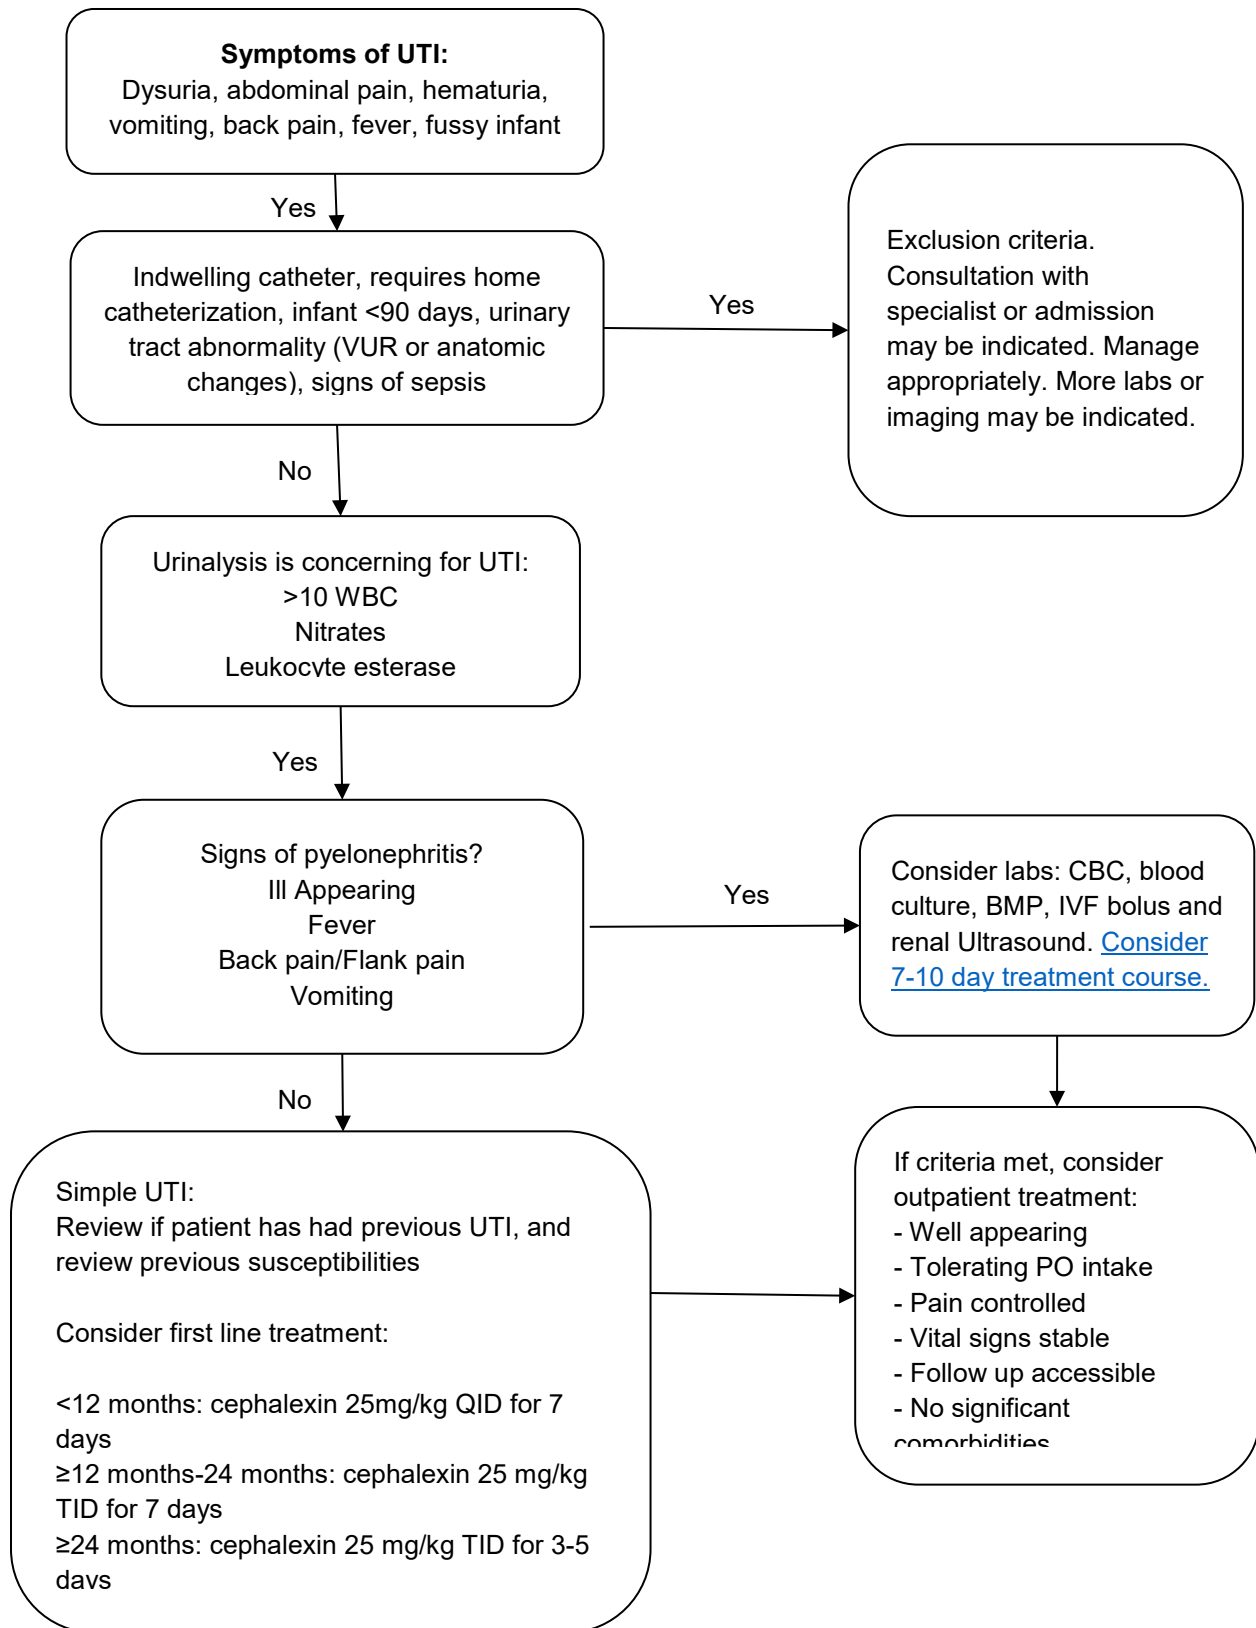 Symptoms of UTI:
Dysuria, abdominal pain, hematuria,
vomiting, back pain, fever, fussy infant
Yes
Indwelling catheter, requires home
catheterization, infant <90 days, urinary
tract abnormality (VUR or anatomic
changes), signs of sepsis
Yes
Exclusion criteria.
Consultation with
specialist or admission
may be indicated. Manage
appropriately. More labs or
imaging may be indicated.
No
Urinalysis is concerning for UTI:
>10 WBC
Nitrates
Leukocyte esterase
Yes
Signs of pyelonephritis?
Ill Appearing
Fever
Back pain/Flank pain
Vomiting
Yes
Consider labs: CBC, blood
culture, BMP, IVF bolus and
renal Ultrasound. Consider
7-10 day treatment course.
No
Simple UTI:
Review if patient has had previous UTI, and
review previous susceptibilities
Consider first line treatment:
<12 months: cephalexin 25mg/kg QID for 7
days
≥12 months-24 months: cephalexin 25 mg/kg
TID for 7 days
≥24 months: cephalexin 25 mg/kg TID for 3-5
days
If criteria met, consider
outpatient treatment:
- Well appearing
- Tolerating PO intake
- Pain controlled
- Vital signs stable
- Follow up accessible
- No significant
comorbidities